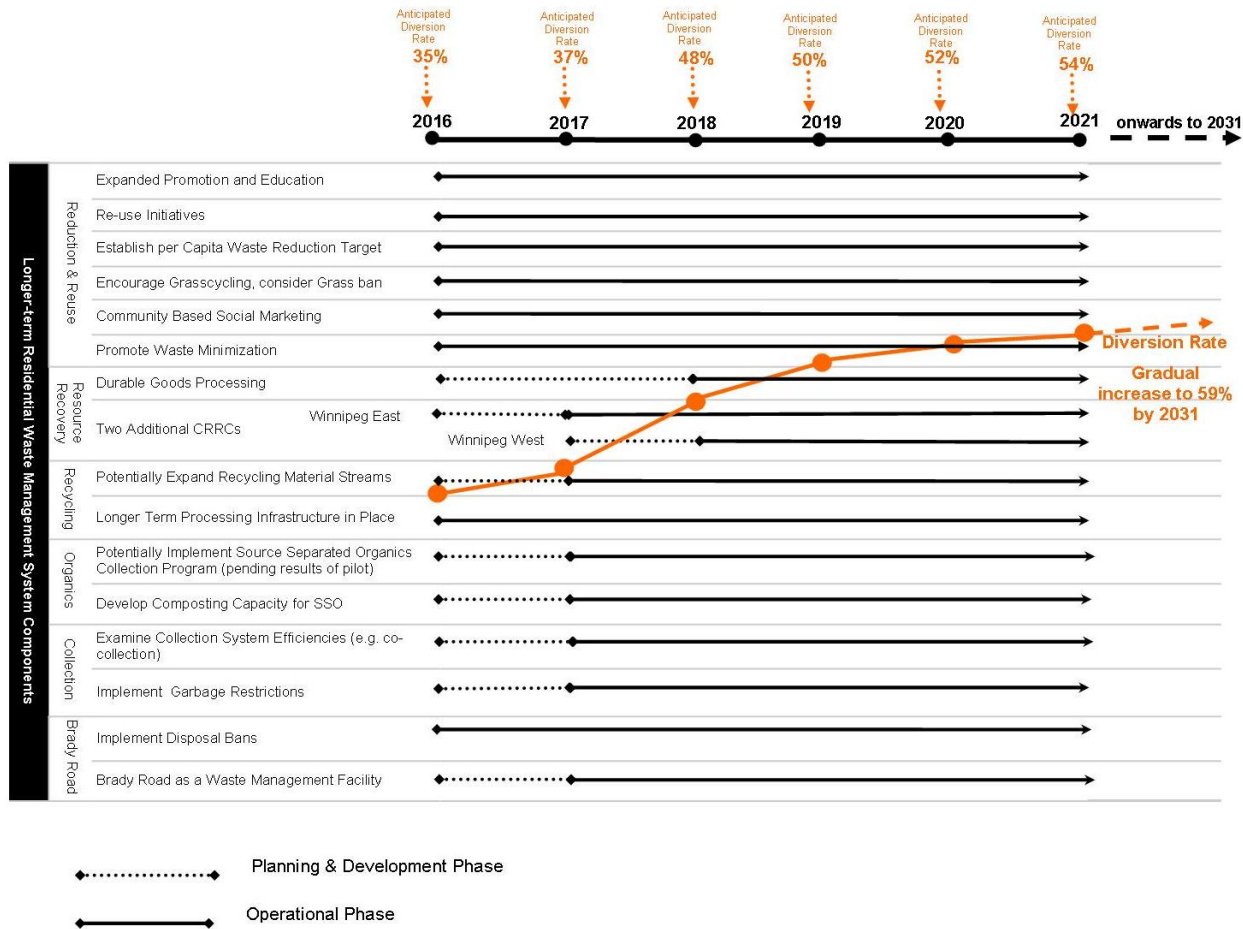 Anticipated
Diversion
Rate
35%
Anticipated
Diversion
Rate
37%
Anticipated
Diversion
Rate
48%
Anticipated
Diversion
Rate
50%
Anticipated
Diversion
Rate
52%
Anticipated
Diversion
Rate
54%
2016
2017
2018
2019
2020
2021
onwards to 2031
Longer-term Residential Waste Management System Components
Reduction & Reuse
Expanded Promotion and Education
Re-use Initiatives
Establish per Capita Waste Reduction Target
Encourage Grasscycling, consider Grass ban
Community Based Social Marketing
Promote Waste Minimization
Diversion Rate
Gradual
increase to 59%
by 2031
Resource
Recovery
Durable Goods Processing
Two Additional CRRCs
Winnipeg East
Winnipeg West
Recycling
Potentially Expand Recycling Material Streams
Longer Term Processing Infrastructure in Place
Organics
Potentially Implement Source Separated Organics
Collection Program (pending results of pilot)
Develop Composting Capacity for SSO
Collection
Examine Collection System Efficiencies (e.g. co-
collection)
Implement Garbage Restrictions
Brady Road
Implement Disposal Bans
Brady Road as a Waste Management Facility
Planning & Development Phase
Operational Phase